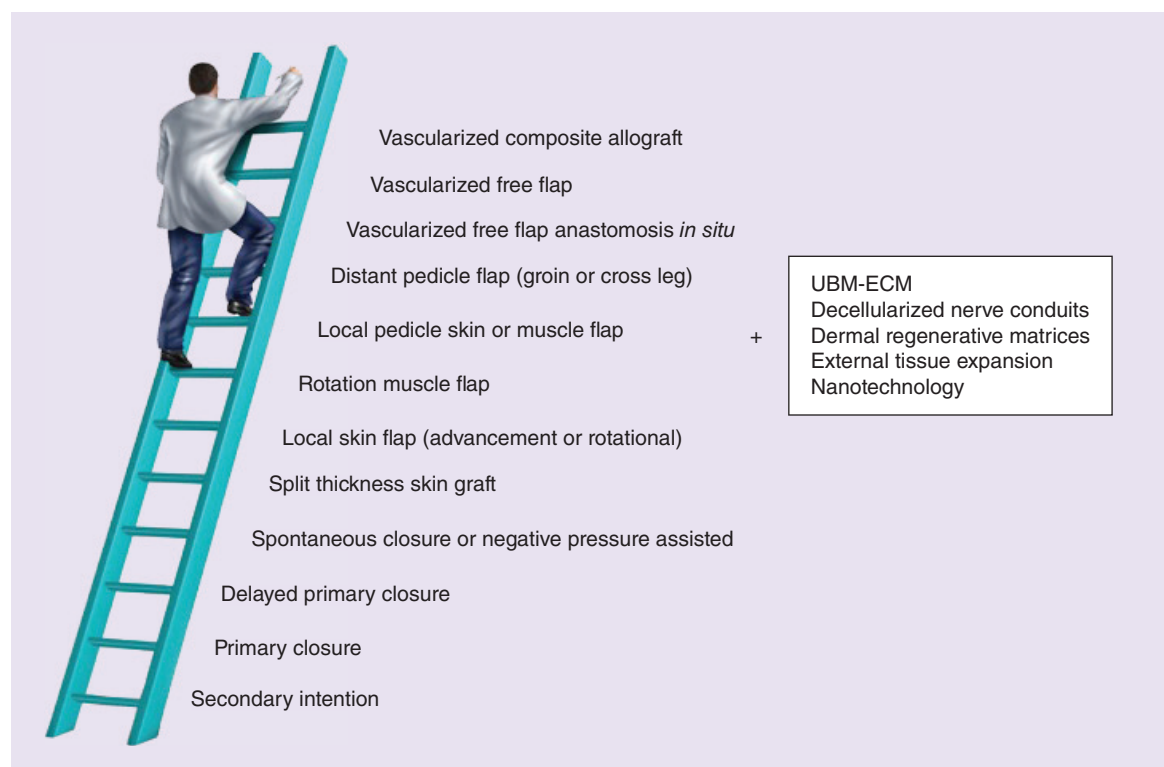 Vascularized composite allograft
Vascularized free flap
Vascularized free flap anastomosis in situ
Distant pedicle flap (groin or cross leg)
Local pedicle skin or muscle flap
Rotation muscle flap
Local skin flap (advancement or rotational)
Split thickness skin graft
Spontaneous closure or negative pressure assisted
Delayed primary closure
Primary closure
Secondary intention
+
UBM-ECM
Decellularized nerve conduits
Dermal regenerative matrices
External tissue expansion
Nanotechnology